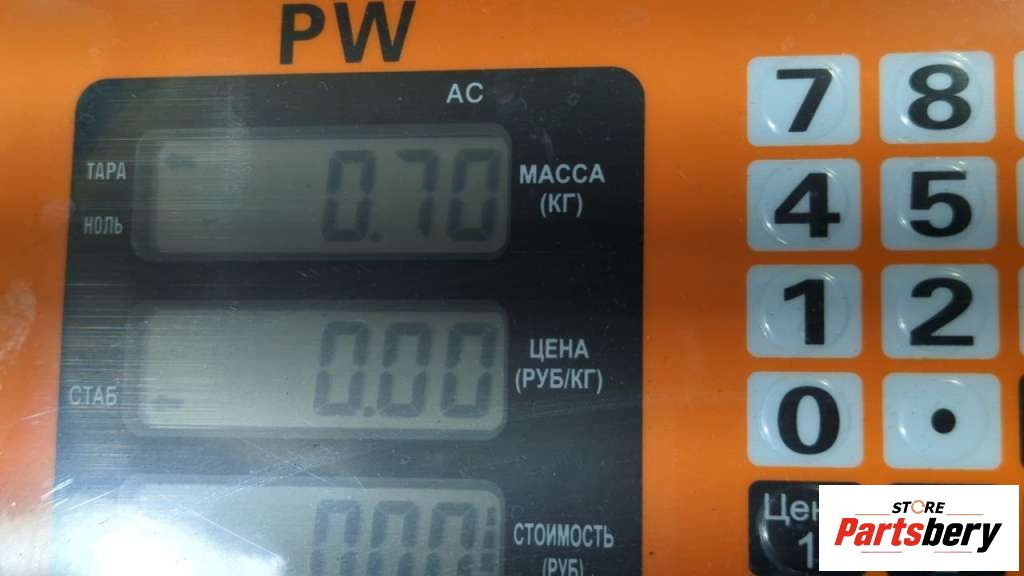 PW
AC
ТАРА
НОЛЬ
0.70
МАССА
(КГ)
СТАБ
0.00
ЦЕНА
(РУБ/КГ)
СТОИМОСТЬ
(РУБ)
7 8
4 5
1 2
0 .
1
STORE
Partsbery